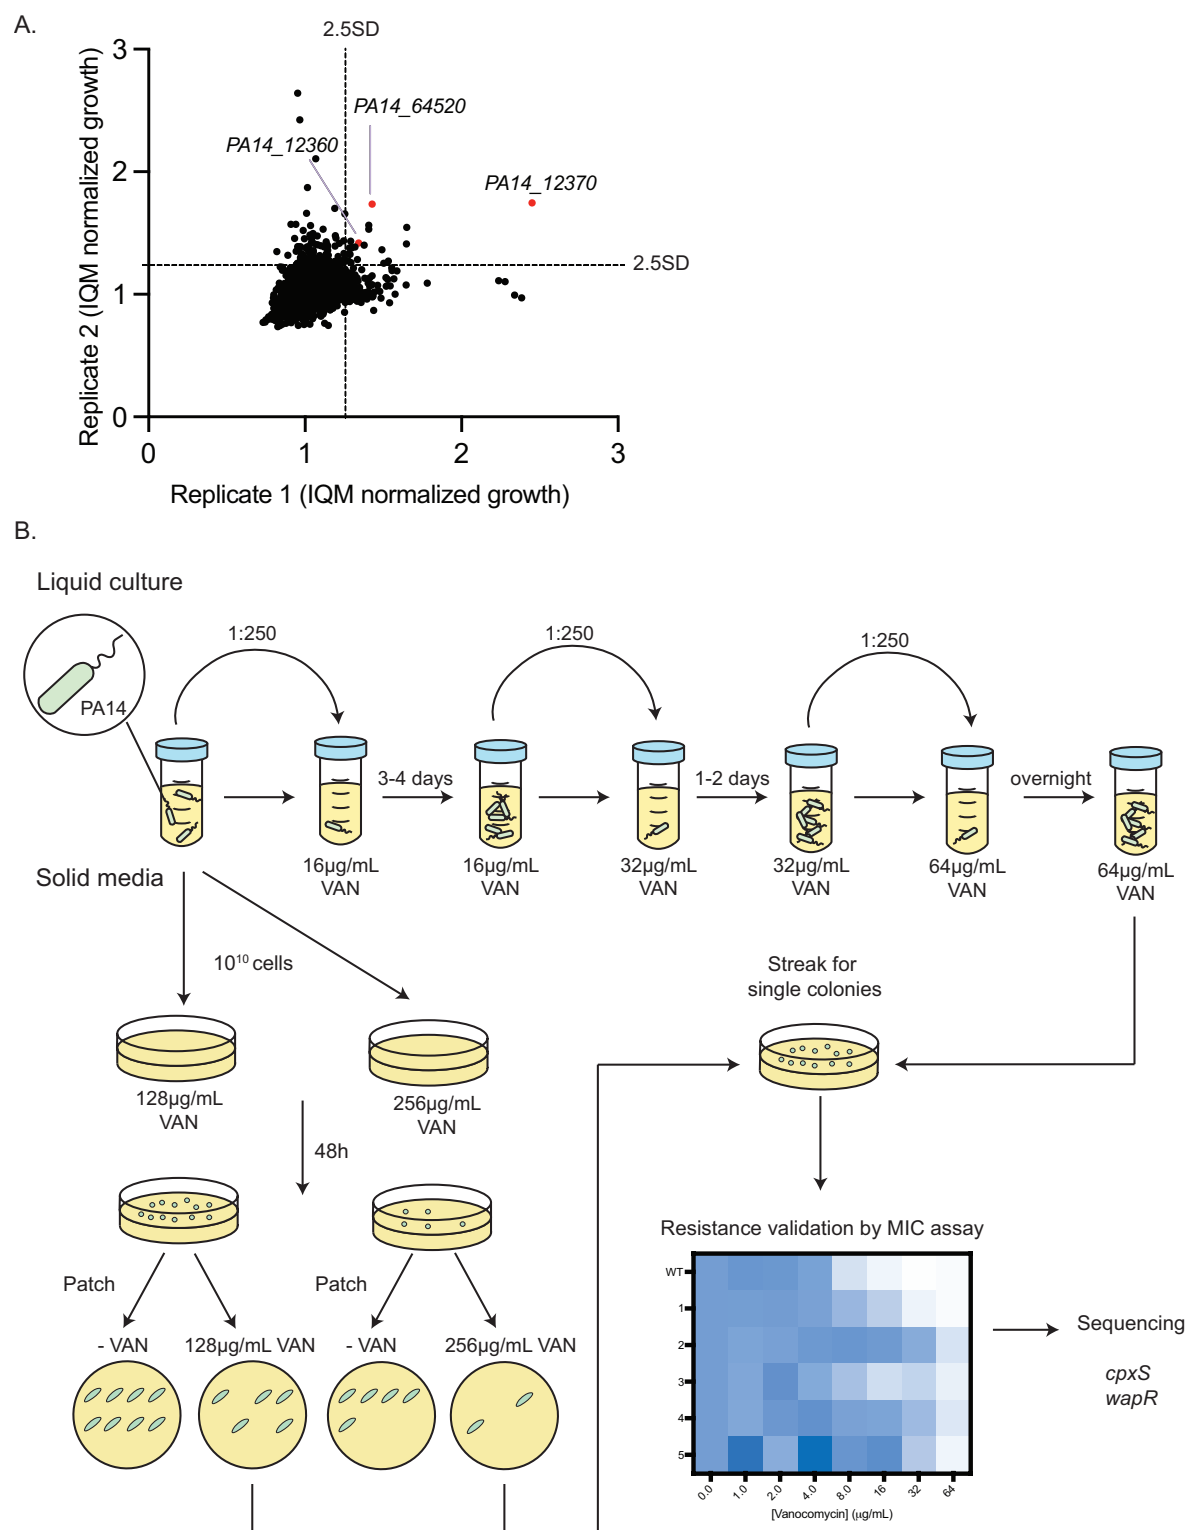 A.
2.5SD
3
PA14_64520
PA14_12360
2
PA14_12370
2.5SD
1
0
0
1
2
3
Replicate 2 (IQM normalized growth)
Replicate 1 (IQM normalized growth)
B.
Liquid culture
1:250
1:250
1:250
PA14
3-4 days
1-2 days
overnight
16µg/mL
VAN
16µg/mL
VAN
32µg/mL
VAN
32µg/mL
VAN
64µg/mL
VAN
64µg/mL
VAN
Solid media
10¹⁰ cells
Streak for
single colonies
128µg/mL
VAN
256µg/mL
VAN
48h
Patch
Patch
- VAN
128µg/mL VAN
- VAN
256µg/mL VAN
Resistance validation by MIC assay
WT
1
2
3
4
5
0.0
1.0
2.0
4.0
8.0
16
32
64
[Vanocomycin] (µg/mL)
Sequencing
cpxS
wapR